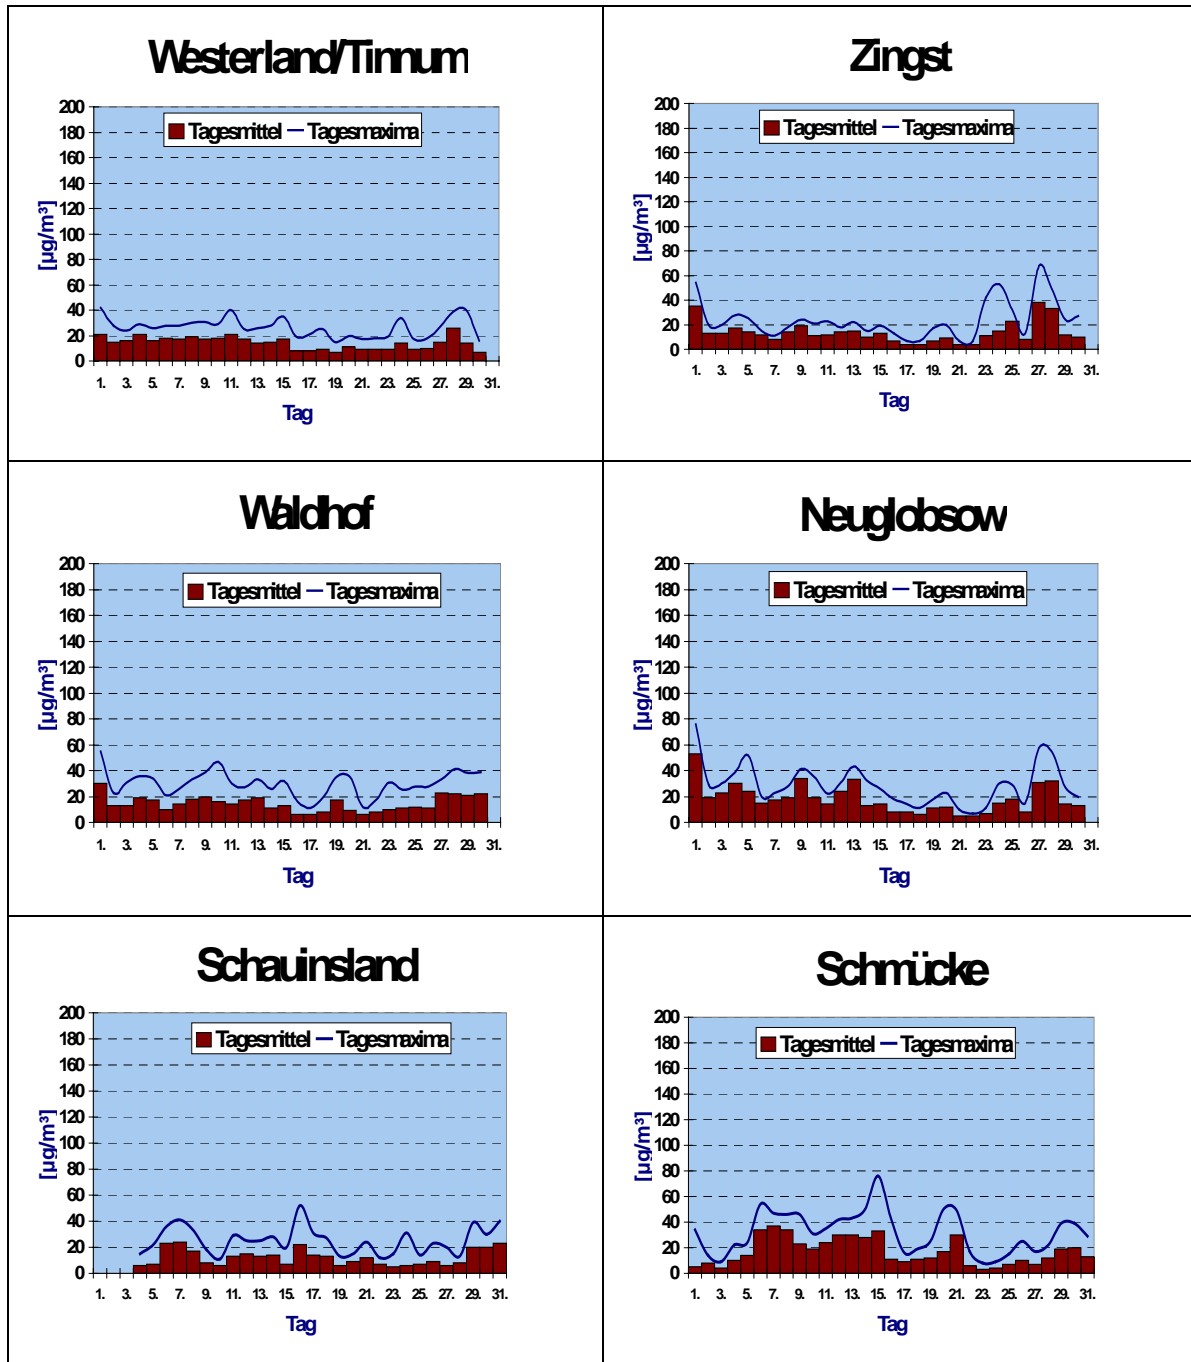 Westerland/Tinnum
200
180
160
140
120
100
80
60
40
20
0
[µg/m³]
Tagesmittel Tagesmaxima
1. 3. 5. 7. 9. 11. 13. 15. 17. 19. 21. 23. 25. 27. 29. 31.
Tag
Zingst
200
180
160
140
120
100
80
60
40
20
0
[µg/m³]
Tagesmittel Tagesmaxima
1. 3. 5. 7. 9. 11. 13. 15. 17. 19. 21. 23. 25. 27. 29. 31.
Tag
Waldhof
200
180
160
140
120
100
80
60
40
20
0
[µg/m³]
Tagesmittel Tagesmaxima
1. 3. 5. 7. 9. 11. 13. 15. 17. 19. 21. 23. 25. 27. 29. 31.
Tag
Neuglobsow
200
180
160
140
120
100
80
60
40
20
0
[µg/m³]
Tagesmittel Tagesmaxima
1. 3. 5. 7. 9. 11. 13. 15. 17. 19. 21. 23. 25. 27. 29. 31.
Tag
Schauinsland
200
180
160
140
120
100
80
60
40
20
0
[µg/m³]
Tagesmittel Tagesmaxima
1. 3. 5. 7. 9. 11. 13. 15. 17. 19. 21. 23. 25. 27. 29. 31.
Tag
Schmücke
200
180
160
140
120
100
80
60
40
20
0
[µg/m³]
Tagesmittel Tagesmaxima
1. 3. 5. 7. 9. 11. 13. 15. 17. 19. 21. 23. 25. 27. 29. 31.
Tag